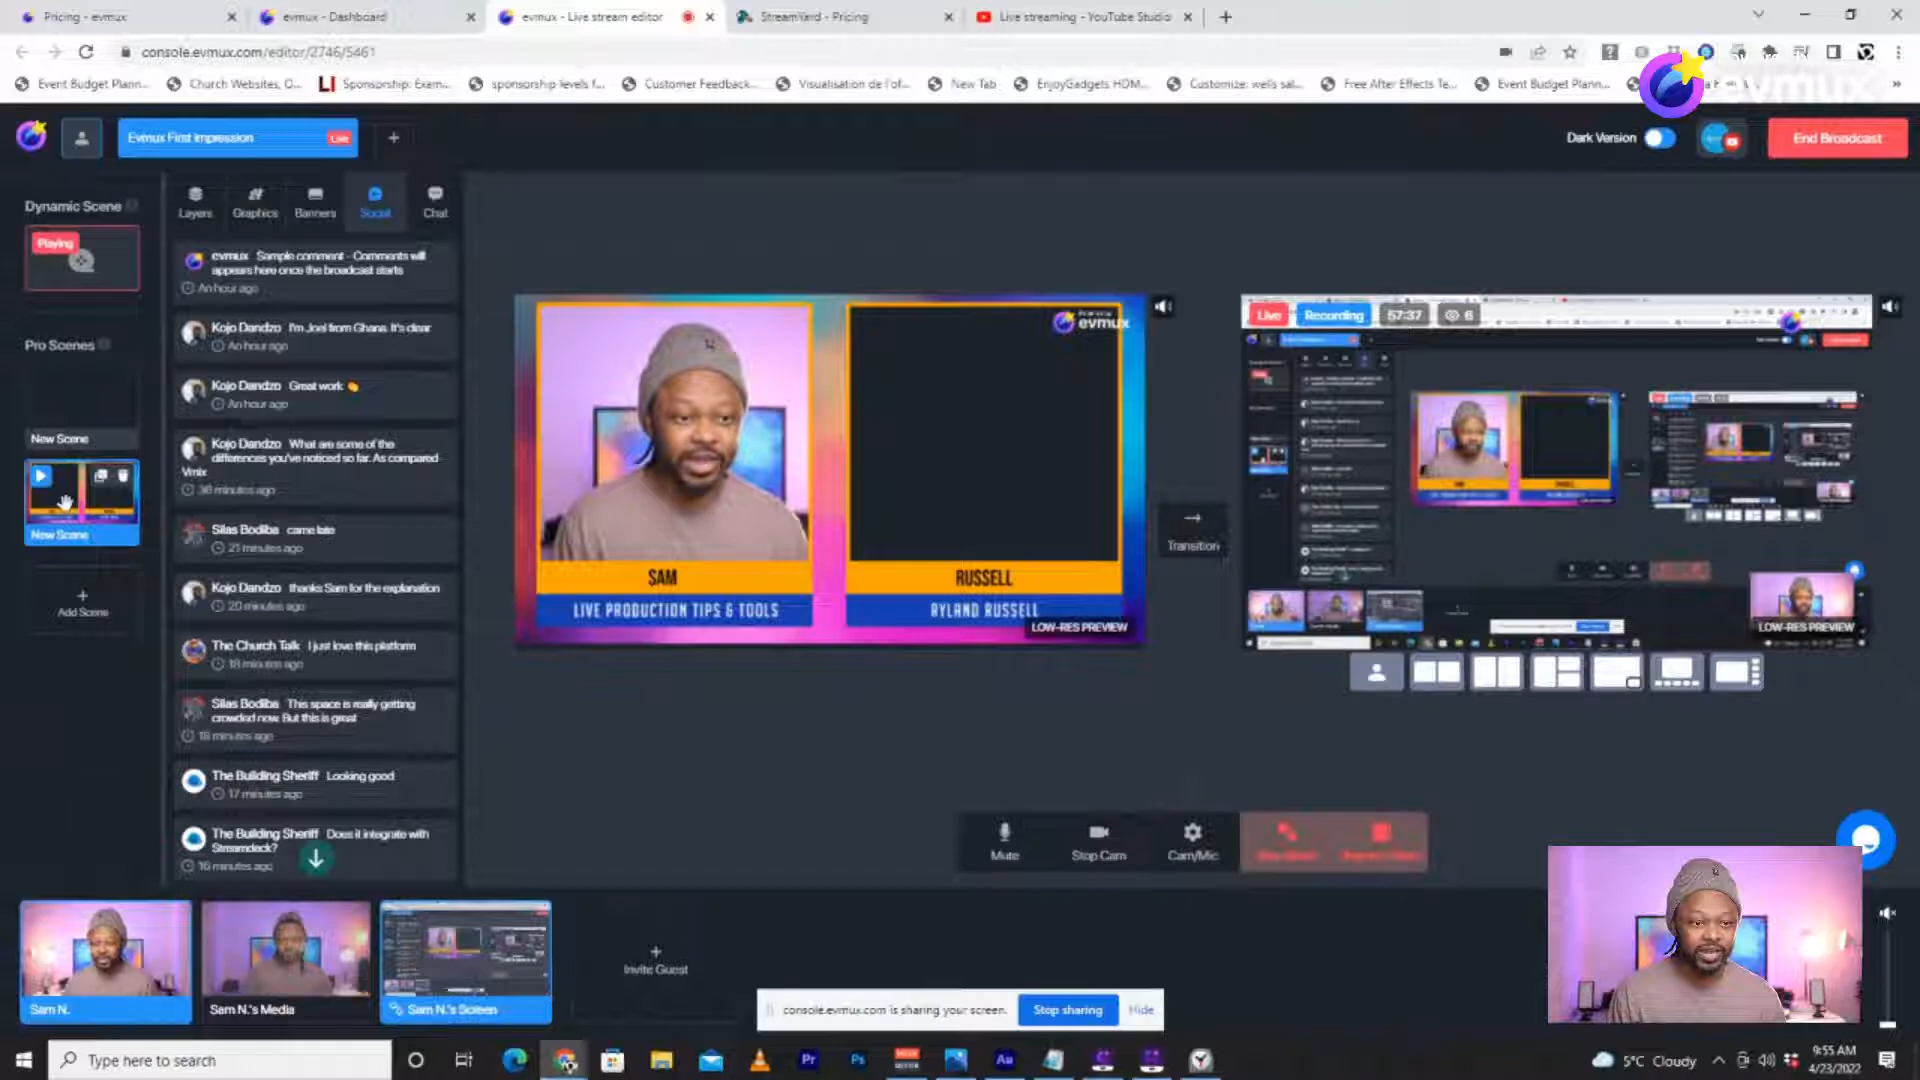 Pricing - evmux
evmux - Dashboard
evmux - Live stream editor
StreamYard - Pricing
Live streaming - YouTube Studio
console.evmux.com/editor/2746/5461
Event Budget Plann...
Church Websites, O...
Sponsorship: Exam...
sponsorship levels f...
Customer Feedback...
Visualisation de l'of...
New Tab
EnjoyGadgets HDM...
Customize: wells sal...
Free After Effects Te...
Event Budget Plann...
evmux
Evmux First Impression
Live
Dark Version
End Broadcast
Dynamic Scene
Playing
Pro Scenes
New Scene
New Scene
Add Scene
Layers
Graphics
Banners
Social
Chat
evmux Sample comment - Comments will
appears here once the broadcast starts
An hour ago
Kojo Dandzo I'm Joel from Ghana. It's clear
An hour ago
Kojo Dandzo Great work
An hour ago
Kojo Dandzo What are some of the
differences you've noticed so far. As compared
Vmix
36 minutes ago
Silas Bodiba came late
21 minutes ago
Kojo Dandzo thanks Sam for the explanation
20 minutes ago
The Church Talk I just love this platform
18 minutes ago
Silas Bodiba This space is really getting
crowded now. But this is great
18 minutes ago
The Building Sheriff Looking good
17 minutes ago
The Building Sheriff Does it integrate with
Streamdeck?
16 minutes ago
evmux
SAM
LIVE PRODUCTION TIPS & TOOLS
RUSSELL
RYLAND RUSSELL
LOW-RES PREVIEW
Transition
Live
Recording
57:37
6
LOW-RES PREVIEW
Mute
Stop Cam
Cam/Mic
Sam N.
Sam N.'s Media
Sam N.'s Screen
Invite Guest
console.evmux.com is sharing your screen.
Stop sharing
Hide
Type here to search
Pr
Ps
Au
5°C Cloudy
9:55 AM
4/23/2022